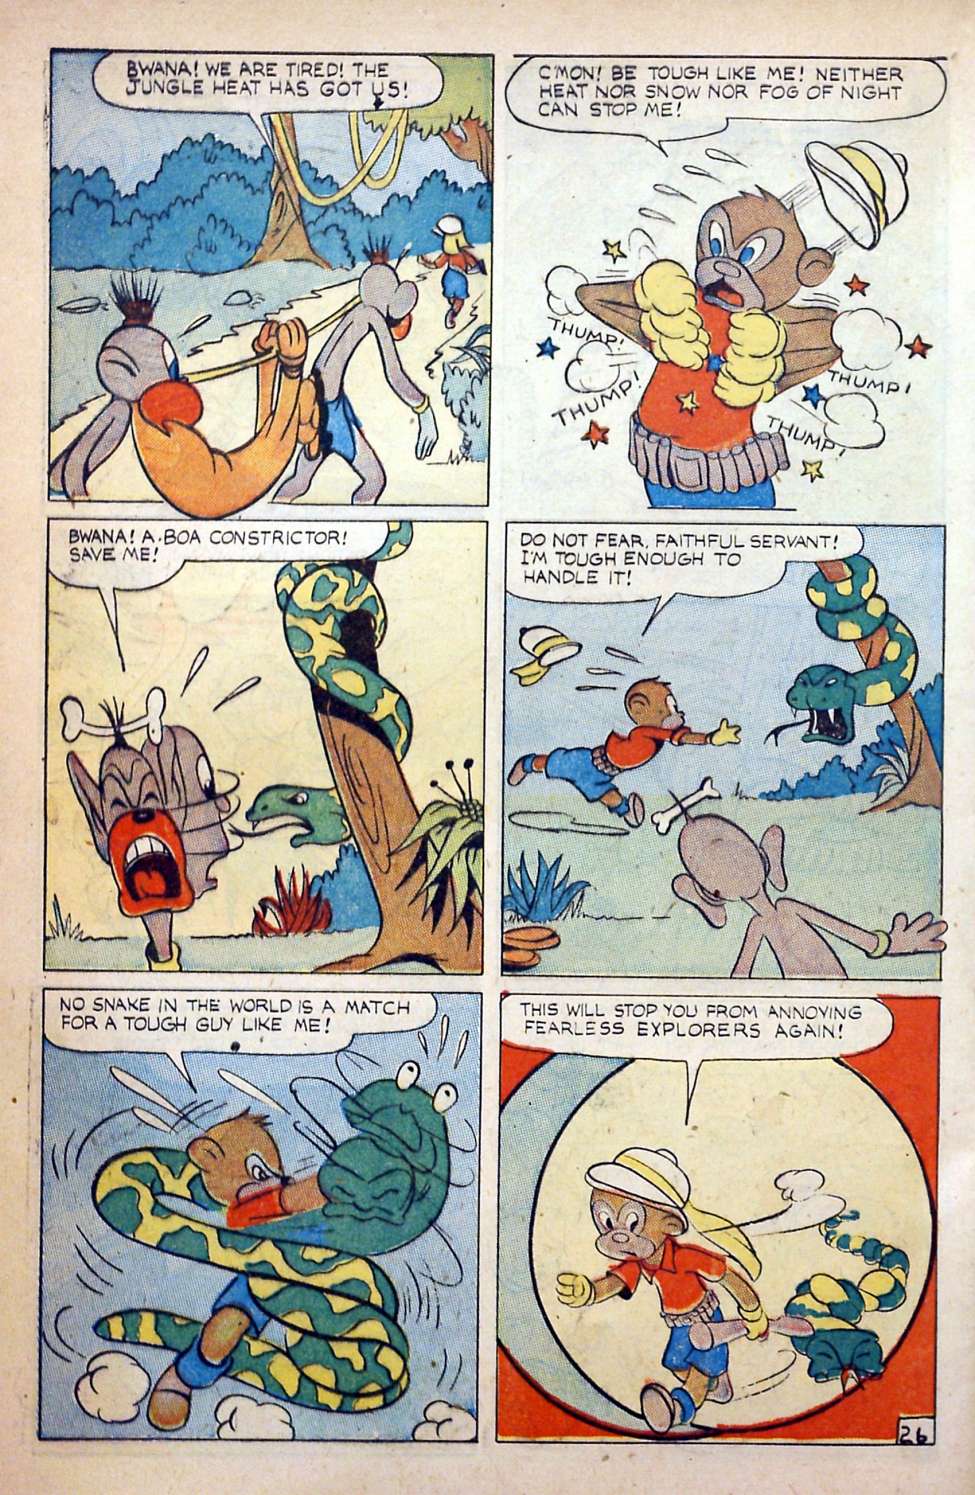 BWANA! WE ARE TIRED! THE
JUNGLE HEAT HAS GOT US!
C'MON! BE TOUGH LIKE ME! NEITHER
HEAT NOR SNOW NOR FOG OF NIGHT
CAN STOP ME!
THUMP!
THUMP!
THUMP!
THUMP!
BWANA! A BOA CONSTRICTOR!
SAVE ME!
DO NOT FEAR, FAITHFUL SERVANT!
I'M TOUGH ENOUGH TO
HANDLE IT!
NO SNAKE IN THE WORLD IS A MATCH
FOR A TOUGH GUY LIKE ME!
THIS WILL STOP YOU FROM ANNOYING
FEARLESS EXPLORERS AGAIN!
26